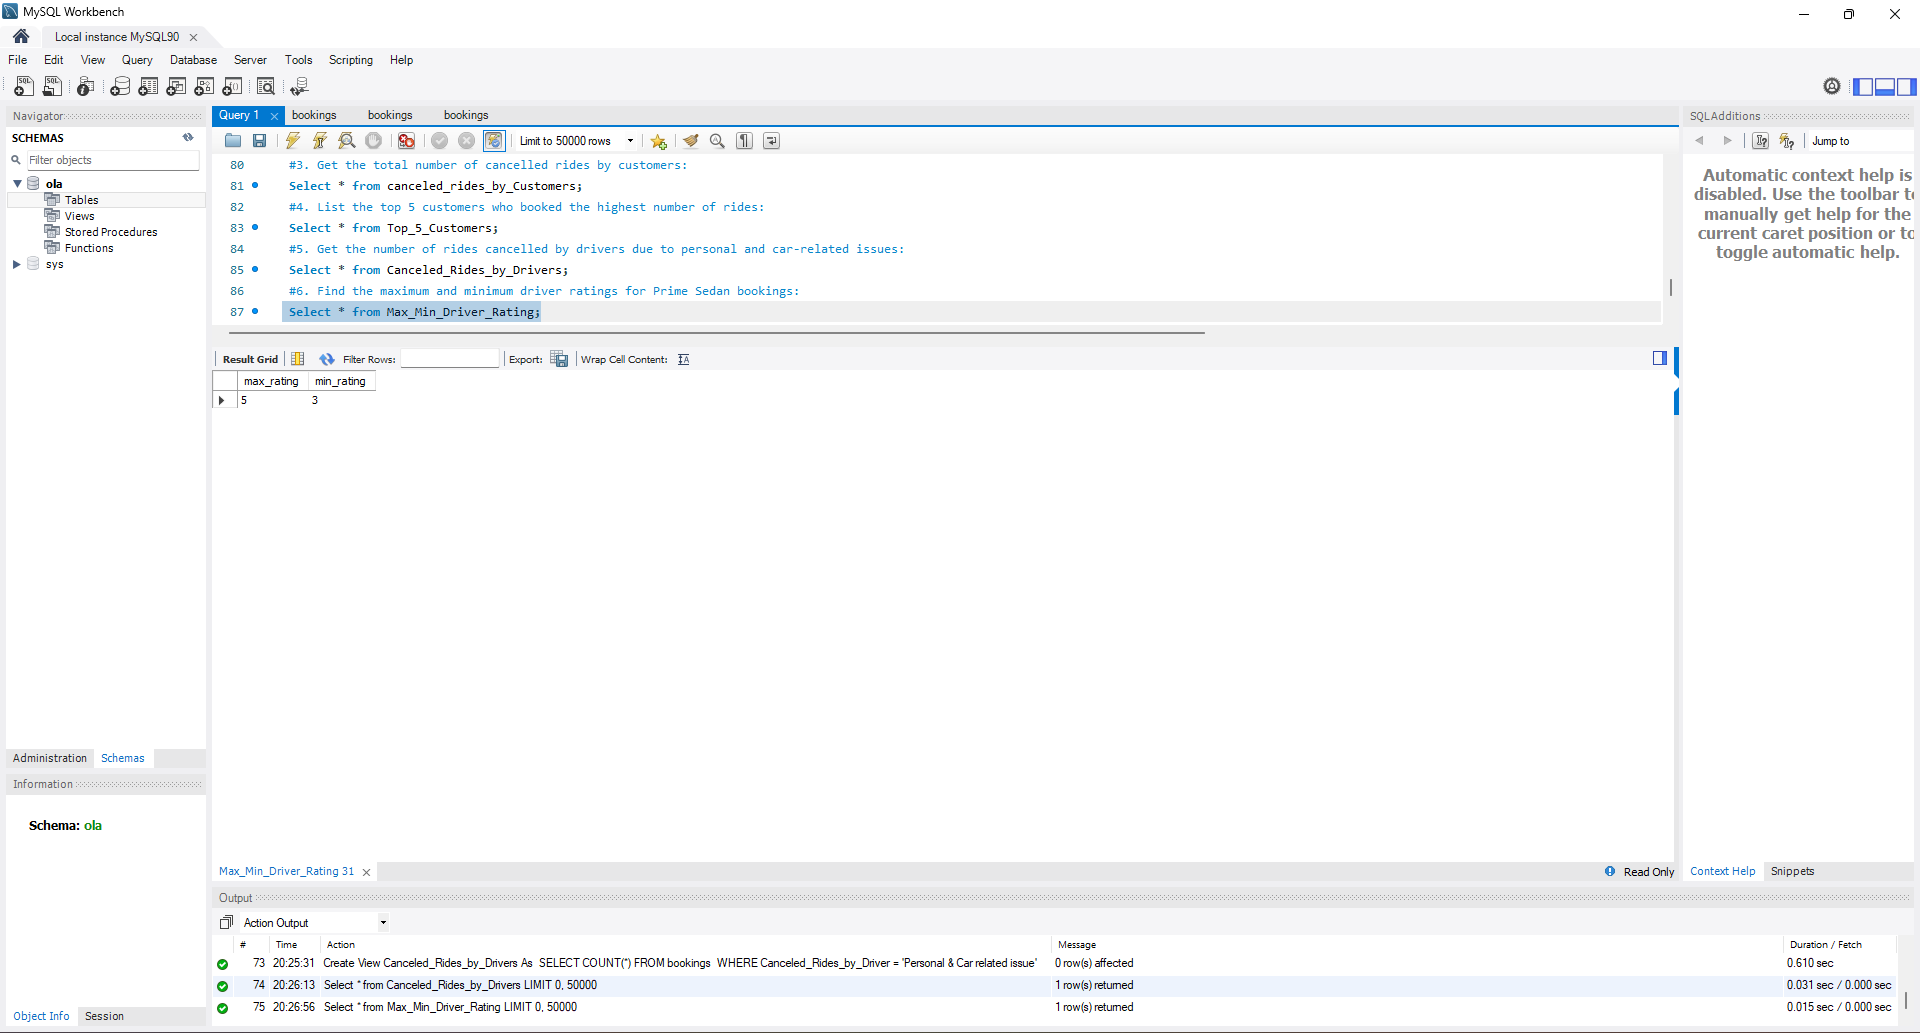 MySQL Workbench
Local instance MySQL90
File Edit View Query Database Server Tools Scripting Help
Navigator
SCHEMAS
Filter objects
ola
Tables
Views
Stored Procedures
Functions
sys
Administration Schemas
Information
Schema: ola
Object Info Session
Query 1 bookings bookings bookings
Limit to 50000 rows
80 #3. Get the total number of cancelled rides by customers:
81 Select * from canceled_rides_by_Customers;
82 #4. List the top 5 customers who booked the highest number of rides:
83 Select * from Top_5_Customers;
84 #5. Get the number of rides cancelled by drivers due to personal and car-related issues:
85 Select * from Canceled_Rides_by_Drivers;
86 #6. Find the maximum and minimum driver ratings for Prime Sedan bookings:
87 Select * from Max_Min_Driver_Rating;
Result Grid Filter Rows: Export: Wrap Cell Content:
max_rating min_rating
5 3
Max_Min_Driver_Rating 31 Read Only
SQLAdditions
Jump to
Automatic context help is
disabled. Use the toolbar to
manually get help for the
current caret position or to
toggle automatic help.
Context Help Snippets
Output
Action Output
# Time Action Message Duration / Fetch
73 20:25:31 Create View Canceled_Rides_by_Drivers As SELECT COUNT(*) FROM bookings WHERE Canceled_Rides_by_Driver = 'Personal & Car related issue' 0 row(s) affected 0.610 sec
74 20:26:13 Select * from Canceled_Rides_by_Drivers LIMIT 0, 50000 1 row(s) returned 0.031 sec / 0.000 sec
75 20:26:56 Select * from Max_Min_Driver_Rating LIMIT 0, 50000 1 row(s) returned 0.015 sec / 0.000 sec